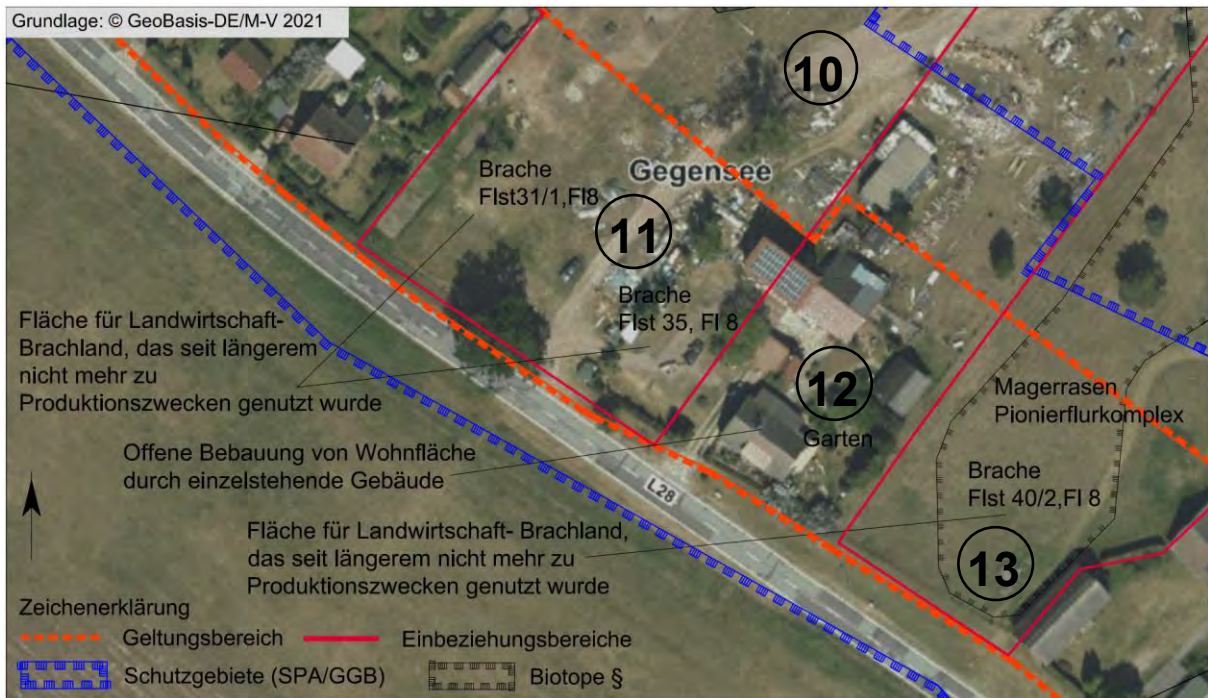 Grundlage: © GeoBasis-DE/M-V 2021
10
Gegensee
Brache
Flst31/1,Fl8
11
Brache
Flst 35, Fl 8
Fläche für Landwirtschaft-
Brachland, das seit längerem
nicht mehr zu
Produktionszwecken genutzt wurde
12
Garten
Magerrasen
Pionierflurkomplex
Offene Bebauung von Wohnfläche
durch einzelstehende Gebäude
Brache
Flst 40/2,Fl 8
L28
Fläche für Landwirtschaft- Brachland,
das seit längerem nicht mehr zu
Produktionszwecken genutzt wurde
13
Zeichenerklärung
Geltungsbereich
Einbeziehungsbereiche
Schutzgebiete (SPA/GGB)
Biotope §